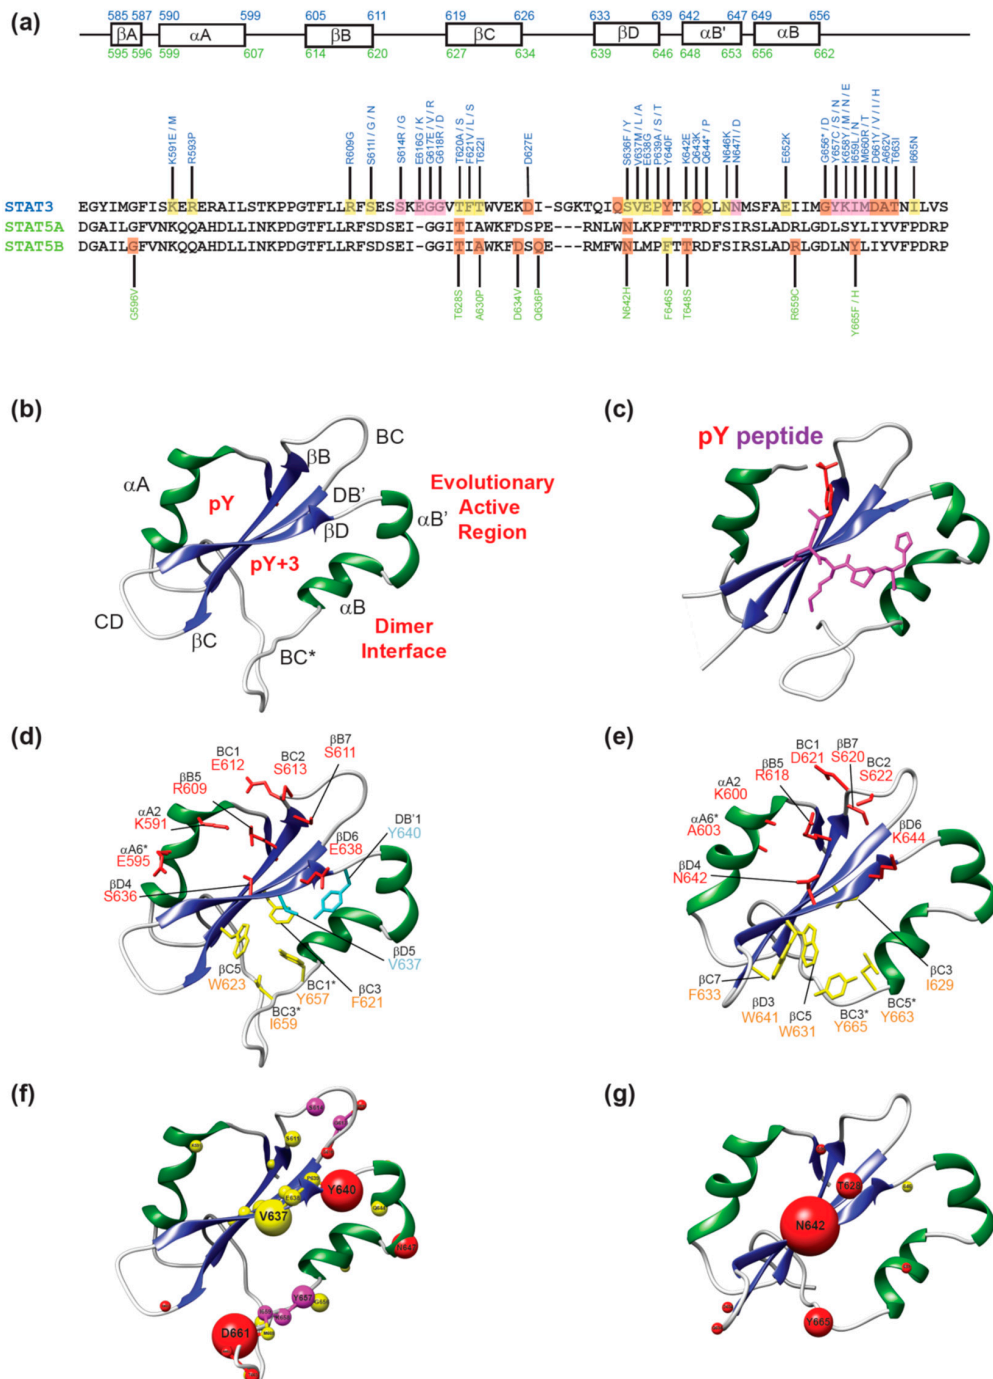 (a)
585 587 590 599 605 611 619 626 633 639 642 647 649 656
βA αA βB βC βD αB' αB
595 596 599 607 614 620 627 634 639 646 648 653 656 662
K591E / M
R593P
R609G
S611I / G / N
S614R / G
E616G / K
G617E / V / R
G618R / D
T620A / S
F621V / L / S
T622I
D627E
S636F / Y
V637M / L / A
E638G
P639A / S / T
Y640F
K642E
Q643K
Q644* / P
N646K
N647I / D
E652K
G656* / D
Y657C / S / N
K658Y / M / N / E
I659L / N
M660R / T
D661Y / V / I / H
A662V
T663I
I665N
STAT3 EGYIMGFISKERERAILSTKPPGTFLLRFSESSKEGGVTFTWVEKDI-SGKTQIQSVEPYTKQQLNNMSFAEIIMGYKIMDATNILVS
STAT5A DGAILGFVNKQQAHDLLINKPDGTFLLRFSDSEI-GGITIAWKFDSPE---RNLWNLKPFTTRDFSIRSLADRLGDLSYLIYVFPDRP
STAT5B DGAILGFVNKQQAHDLLINKPDGTFLLRFSDSEI-GGITIAWKFDSQE---RMFWNLMPFTTRDFSIRSLADRLGDLNYLIYVFPDRP
G596V
T628S
A630P
D634V
Q636P
N642H
F646S
T648S
R659C
Y665F / H
(b)
BC
βB
αA
pY
DB'
βD
Evolutionary
Active
Region
αB'
pY+3
αB
CD
βC
BC*
Dimer
Interface
(c)
pY peptide
(d)
βB7
S611
BC1
E612
BC2
S613
βB5
R609
αA2
K591
DB'1
Y640
βD6
E638
αA6*
E595
βD4
S636
βD5
V637
βC5
W623
BC1*
Y657
βC3
F621
BC3*
I659
(e)
BC1
D621
βB7
S620
βB5
R618
BC2
S622
αA2
K600
αA6*
A603
βD6
K644
βD4
N642
βC3
I629
βC7
F633
βD3
W641
βC5
W631
BC3*
Y665
BC5*
Y663
(f)
Y640
V637
N647
Y657
D661
(g)
T628
N642
Y665